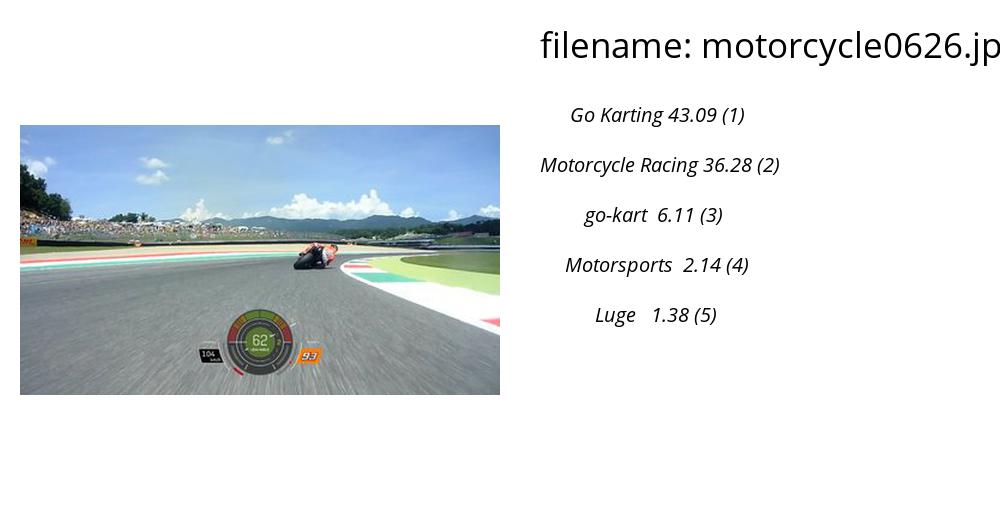 filename: motorcycle0626.jp
Go Karting 43.09 (1)
Motorcycle Racing 36.28 (2)
go-kart 6.11 (3)
Motorsports 2.14 (4)
Luge 1.38 (5)
62
104
93